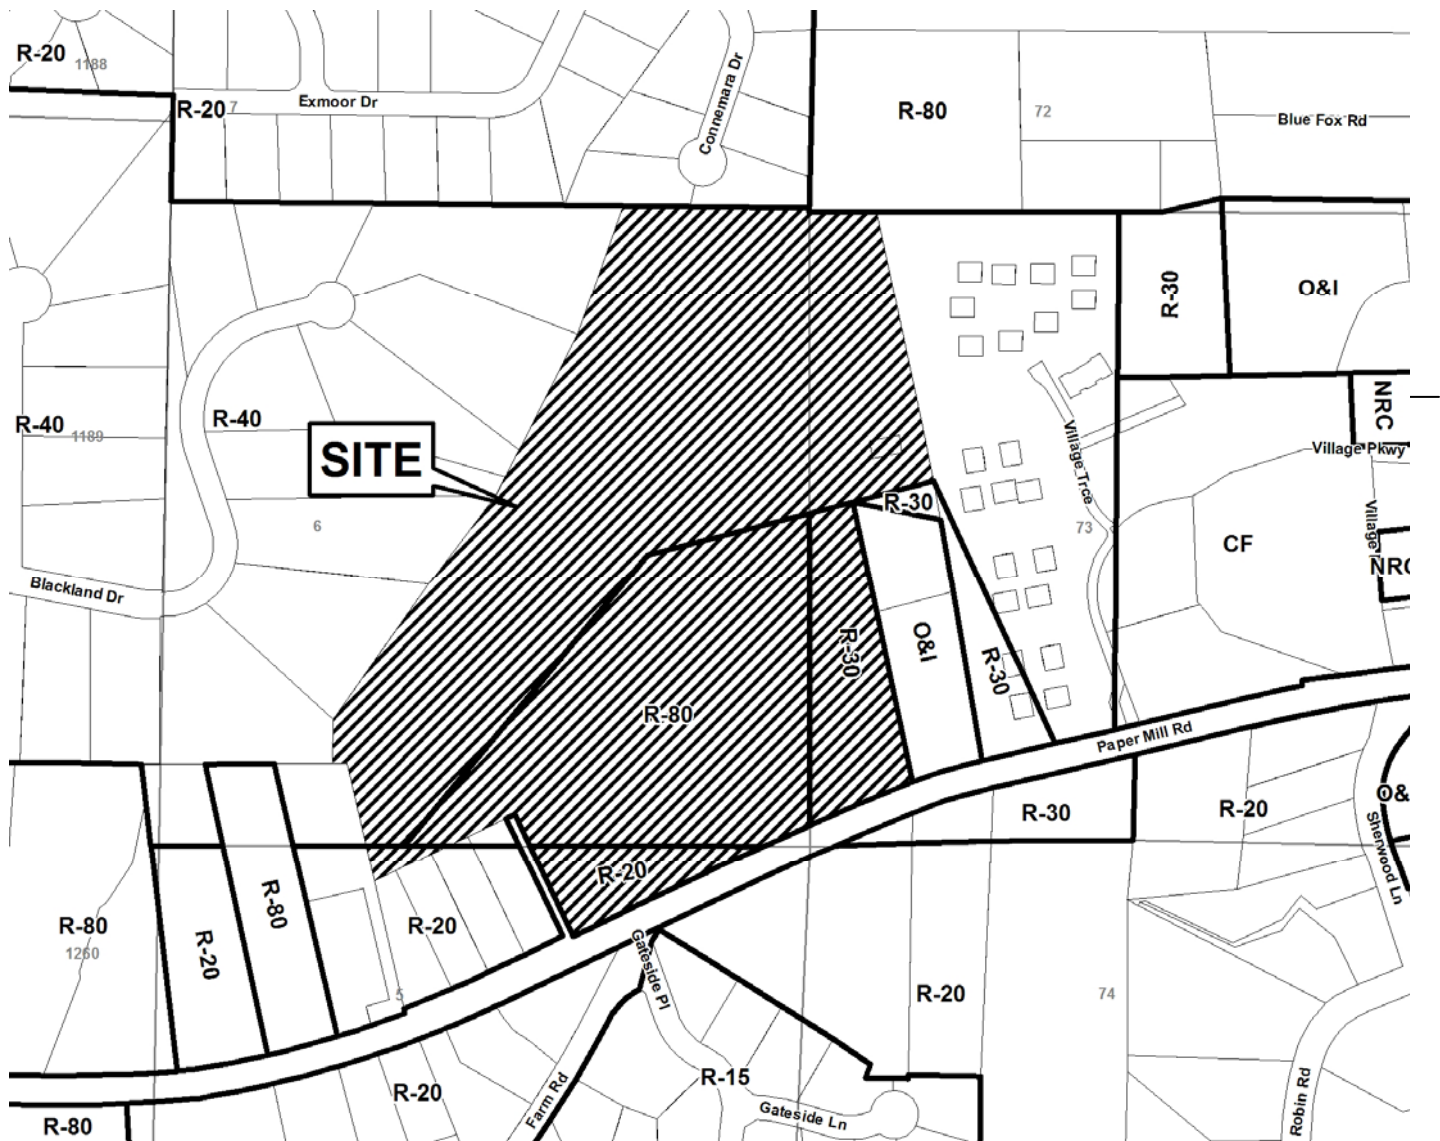 R-20
1188
R-20
7
Exmoor Dr
Connemara Dr
R-80
72
Blue Fox Rd
R-30
O&I
R-40
1189
R-40
SITE
6
R-30
Village Trce
73
CF
NRC
Village Pkwy
Village
NRC
Blackland Dr
R-80
R-30
O&I
R-30
Paper Mill Rd
R-30
R-20
O&
Sherwood Ln
R-80
1260
R-20
R-80
R-20
R-20
5
Gateside Pl
R-20
74
R-20
R-15
Farm Rd
Gateside Ln
Robin Rd
R-80